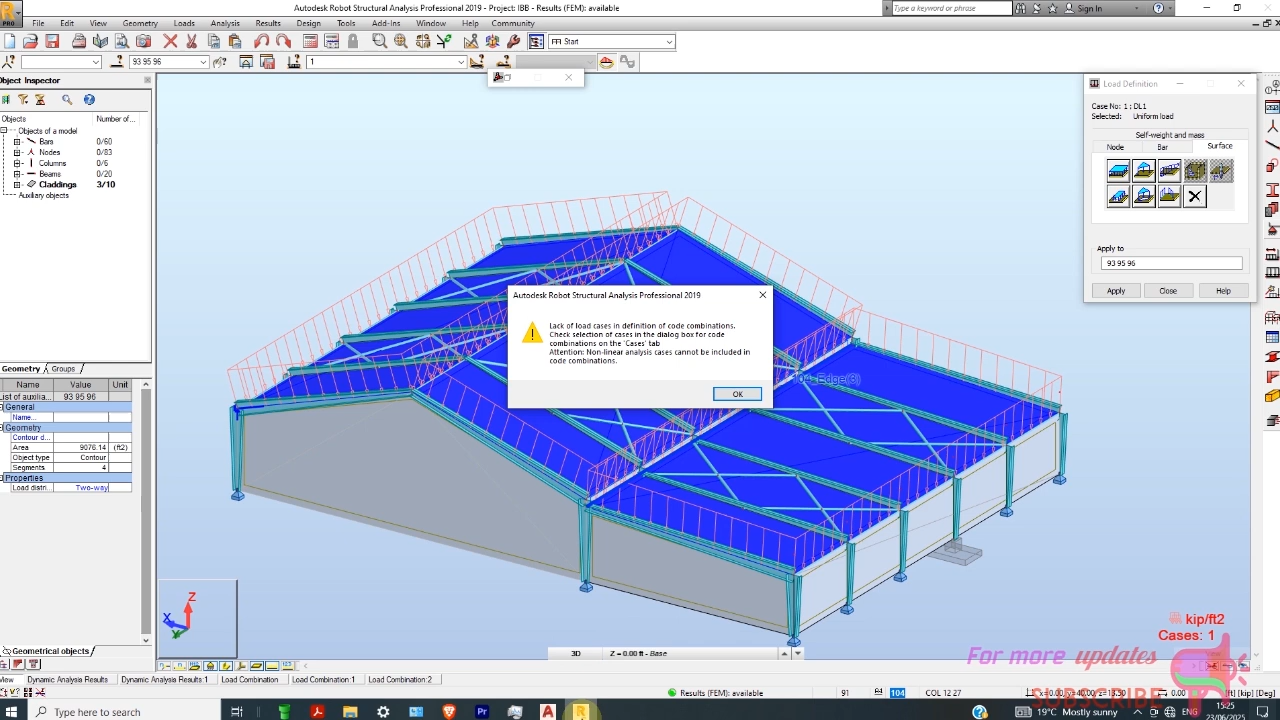 Autodesk Robot Structural Analysis Professional 2019 - Project: IBB - Results (FEM): available
Type a keyword or phrase
Sign In
PRO
File Edit View Geometry Loads Analysis Results Design Tools Add-Ins Window Help Community
Start
93 95 96
1
Object Inspector
Objects Number of...
Objects of a model
Bars 0/60
Nodes 0/83
Columns 0/6
Beams 0/20
Claddings 3/10
Auxiliary objects
Geometry Groups
Name Value Unit
ist of auxilia... 93 95 96
General
Name...
Geometry
Contour d...
Area 9076.14 (ft2)
Object type Contour
Segments 4
Properties
Load distri... Two-way
Geometrical objects
Load Definition
Case No: 1 : DL1
Selected: Uniform load
Self-weight and mass
Node Bar Surface
Apply to
93 95 96
Apply Close Help
Autodesk Robot Structural Analysis Professional 2019
Lack of load cases in definition of code combinations.
Check selection of cases in the dialog box for code
combinations on the 'Cases' tab
Attention: Non-linear analysis cases cannot be included in
code combinations.
OK
104_Edge(3)
Z
X
Y
kip/ft2
Cases: 1
For more updates
SUBSCRIBE
3D Z = 0.00 ft - Base
View Dynamic Analysis Results Dynamic Analysis Results 1 Load Combination Load Combination:1 Load Combination:2
Results (FEM): available 91 104 COL 12 27 0.00 [ft] [kip] [Deg]
Type here to search
19°C Mostly sunny
ENG
15:25
23/06/2025